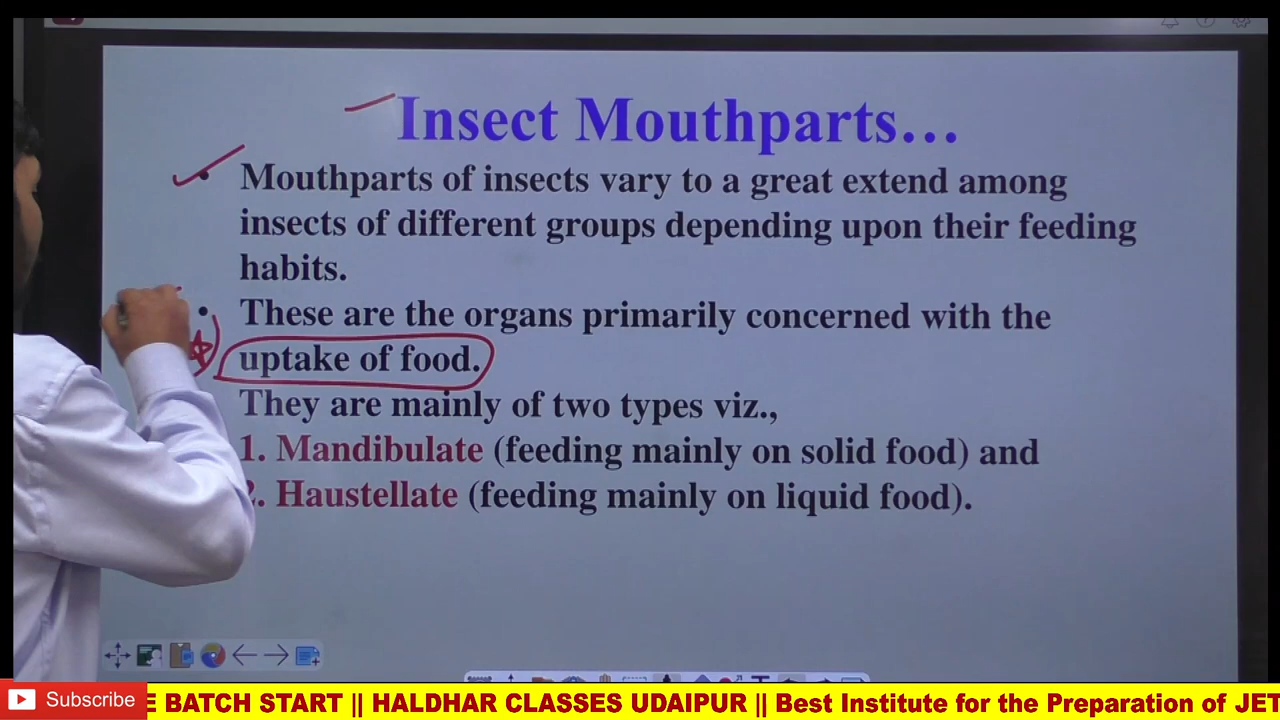 Insect Mouthparts...
• Mouthparts of insects vary to a great extend among
insects of different groups depending upon their feeding
habits.
• These are the organs primarily concerned with the
uptake of food.
They are mainly of two types viz.,
1. Mandibulate (feeding mainly on solid food) and
2. Haustellate (feeding mainly on liquid food).
Subscribe
E BATCH START || HALDHAR CLASSES UDAIPUR || Best Institute for the Preparation of JET